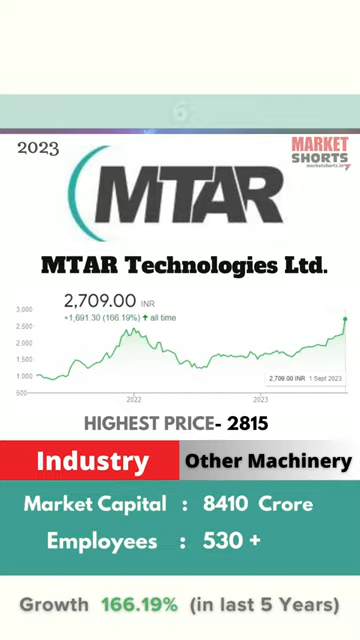 6
2023
MARKET
SHORTS
marketshorts.in
MTAR
MTAR Technologies Ltd.
2,709.00 INR
+1,691.30 (166.19%) ↑ all time
3,000
2,500
2,000
1,500
1,000
500
2,709.00 INR 1 Sept 2023
2022 2023
HIGHEST PRICE- 2815
Industry Other Machinery
Market Capital : 8410 Crore
Employees : 530 +
Growth 166.19% (in last 5 Years)